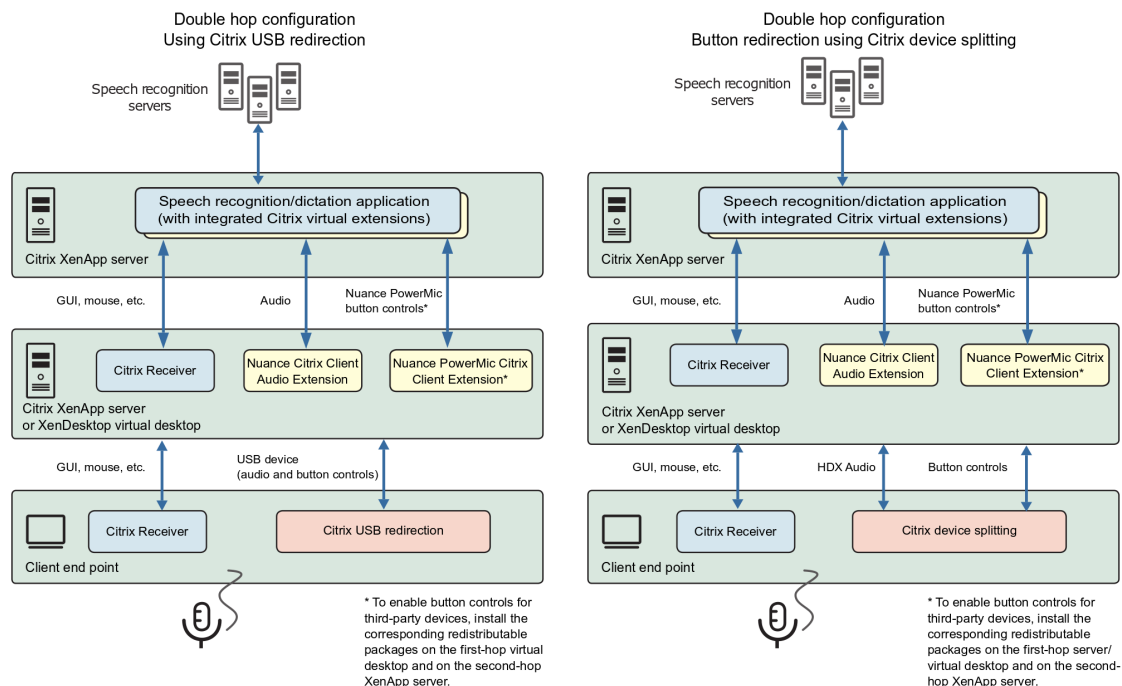 Double hop configuration
Using Citrix USB redirection
Speech recognition
servers
Speech recognition/dictation application
(with integrated Citrix virtual extensions)
Citrix XenApp server
GUI, mouse, etc.
Audio
Nuance PowerMic
button controls*
Citrix Receiver
Nuance Citrix Client
Audio Extension
Nuance PowerMic Citrix
Client Extension*
Citrix XenApp server
or XenDesktop virtual desktop
GUI, mouse, etc.
USB device
(audio and button controls)
Citrix Receiver
Citrix USB redirection
Client end point
* To enable button controls for
third-party devices, install the
corresponding redistributable
packages on the first-hop virtual
desktop and on the second-hop
XenApp server.
Double hop configuration
Button redirection using Citrix device splitting
Speech recognition
servers
Speech recognition/dictation application
(with integrated Citrix virtual extensions)
Citrix XenApp server
GUI, mouse, etc.
Audio
Nuance PowerMic
button controls*
Citrix Receiver
Nuance Citrix Client
Audio Extension
Nuance PowerMic Citrix
Client Extension*
Citrix XenApp server
or XenDesktop virtual desktop
GUI, mouse, etc.
HDX Audio
Button controls
Citrix Receiver
Citrix device splitting
Client end point
* To enable button controls for
third-party devices, install the
corresponding redistributable
packages on the first-hop server/
virtual desktop and on the second-
hop XenApp server.